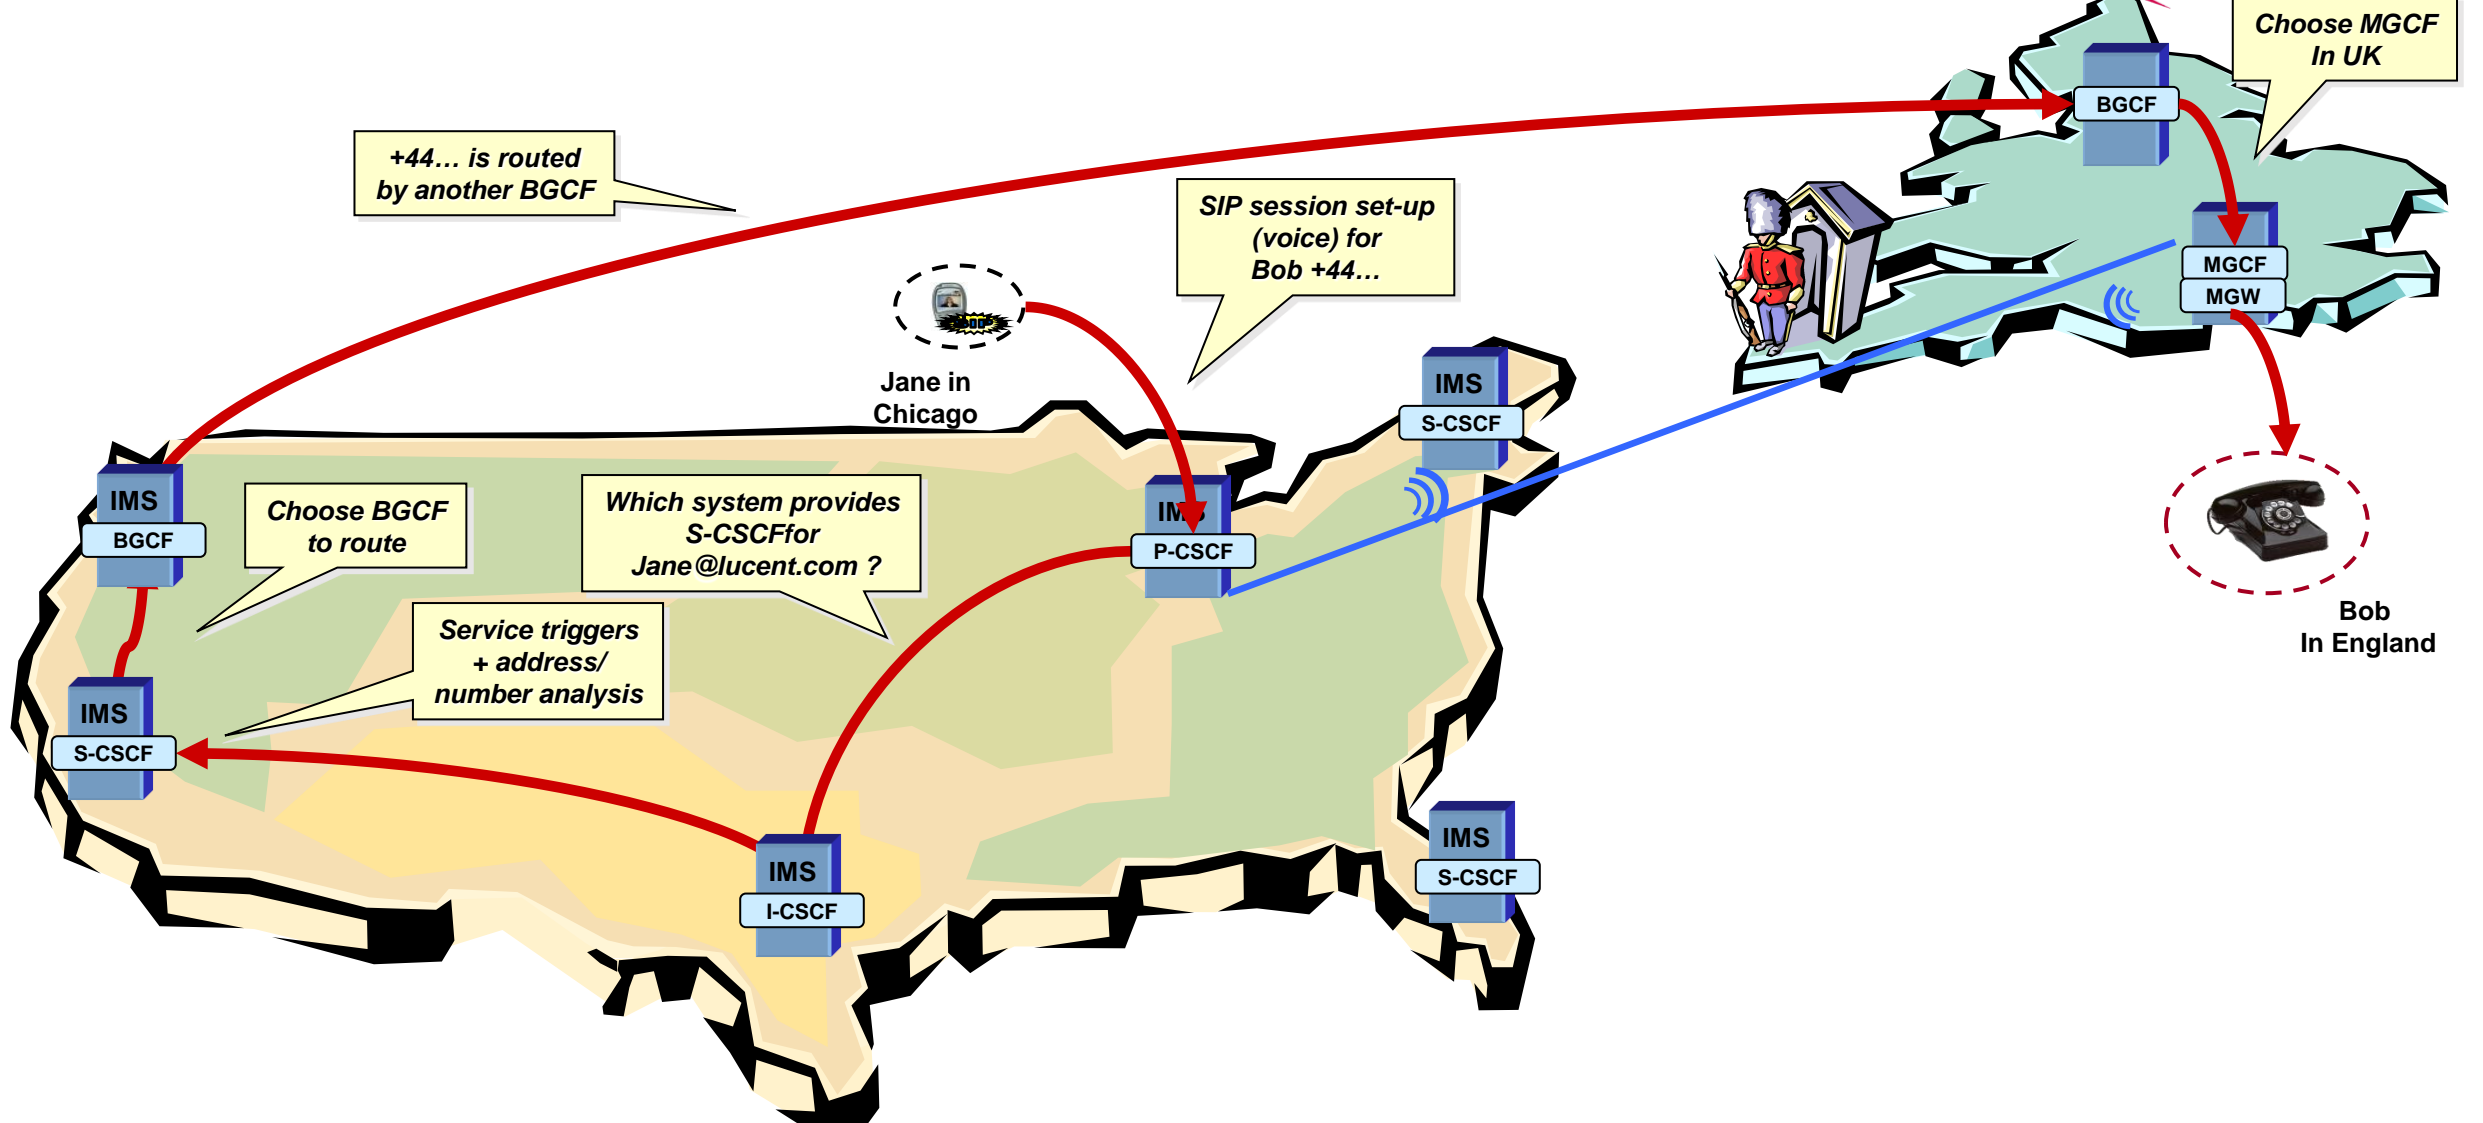 Choose MGCF
In UK
BGCF
+44… is routed
by another BGCF
SIP session set-up
(voice) for
Bob +44…
MGCF
MGW
Jane in
Chicago
IMS
S-CSCF
IMS
BGCF
Choose BGCF
to route
Which system provides
S-CSCFfor
Jane@lucent.com ?
IMS
P-CSCF
Bob
In England
Service triggers
+ address/
number analysis
IMS
S-CSCF
IMS
I-CSCF
IMS
S-CSCF